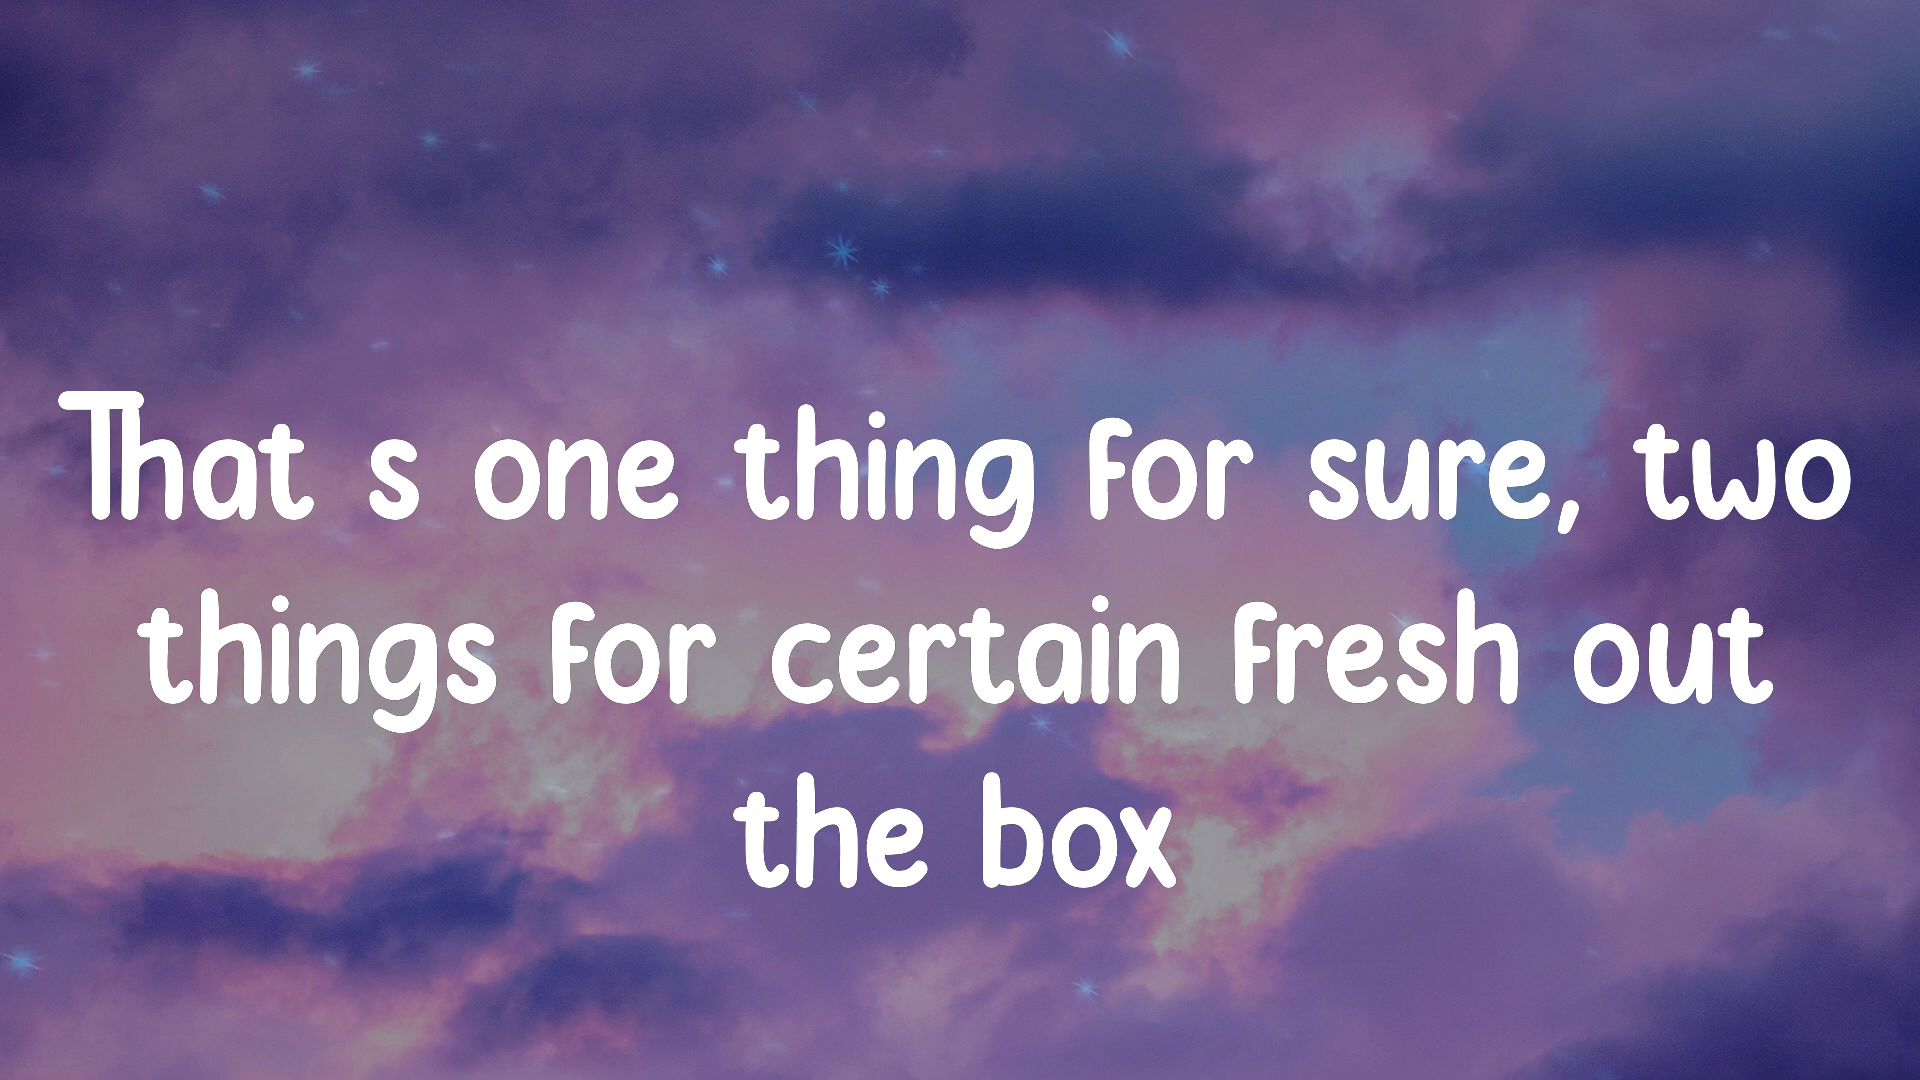 That s one thing for sure, two
things for certain fresh out
the box